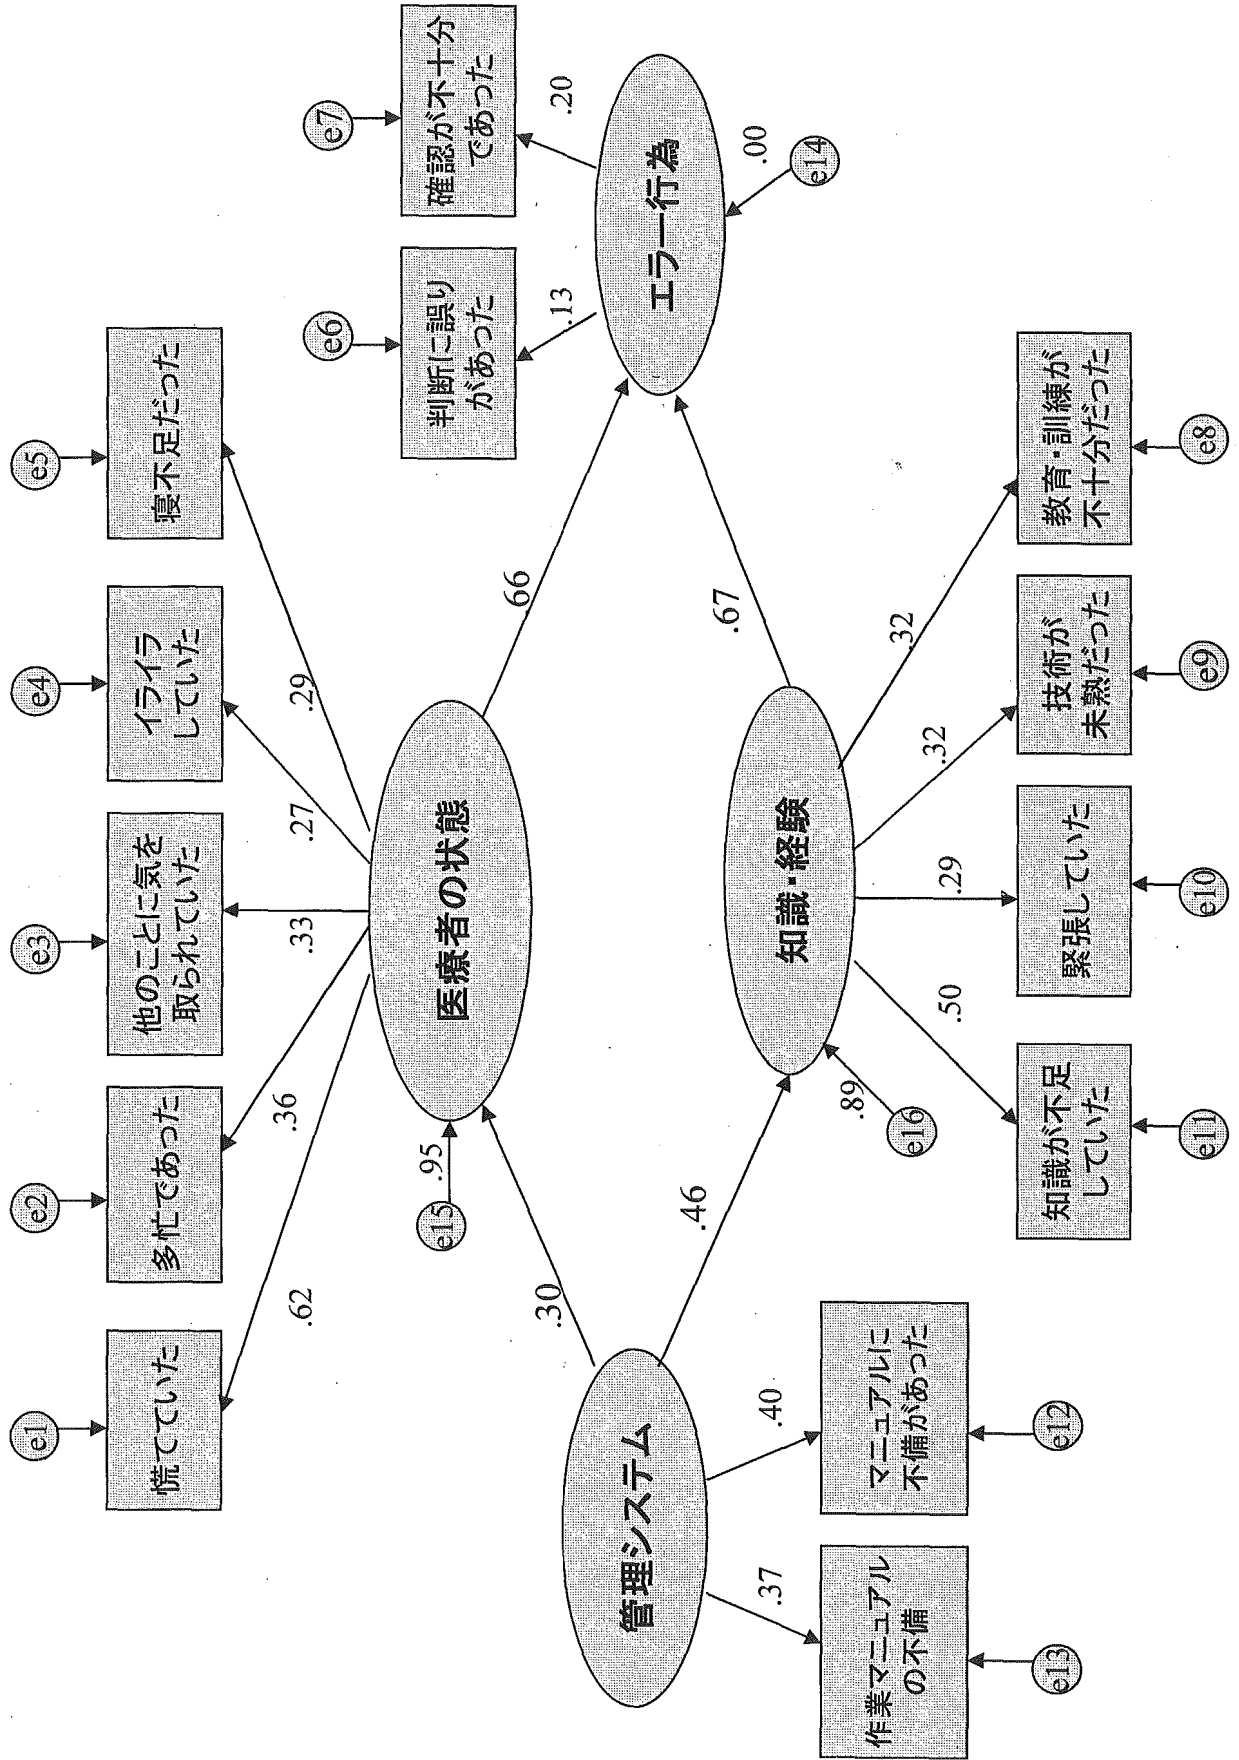 e1
e2
e3
e4
e5
慌てていた
多忙であった
他のことに気を
取られていた
イライラ
していた
寝不足だった
.62
.36
.33
.27
.29
e6
e7
判断に誤り
があった
確認が不十分
であった
.13
.20
医療者の状態
e15
.95
.30
.66
管理システム
エラー行為
.00
e14
.46
.67
知識・経験
.89
e16
.37
.40
.50
.29
.32
.32
作業マニュアル
の不備
マニュアルに
不備があった
知識が不足
していた
緊張していた
技術が
未熟だった
教育・訓練が
不十分だった
e13
e12
e11
e10
e9
e8